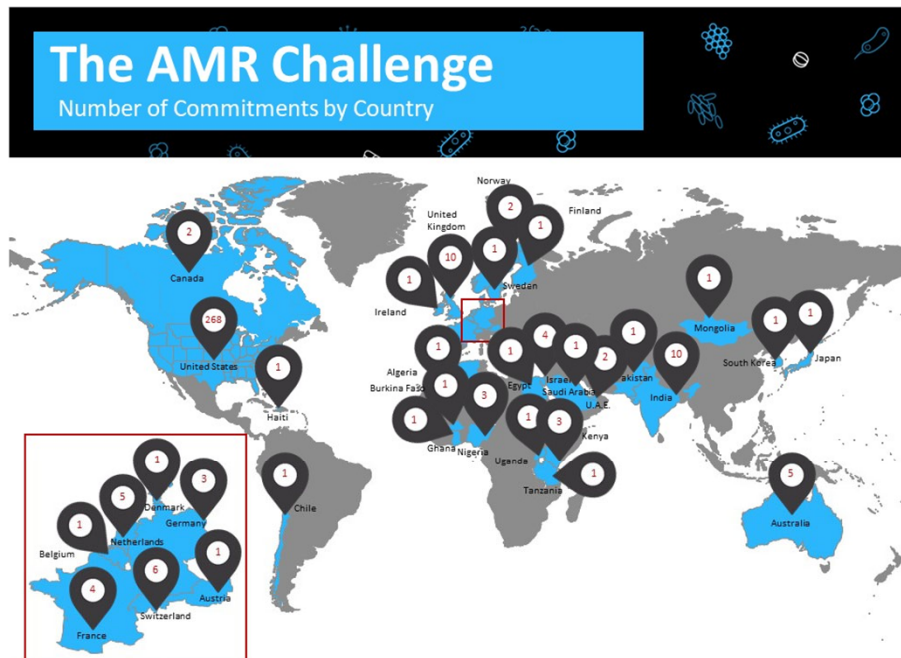 The AMR Challenge
Number of Commitments by Country
Norway
2
Finland
1
United
Kingdom
10
1
Swedan
2
Canada
1
Ireland
1
Mongolia
268
United States
1
South Korea
1
Japan
1
Haiti
1
Algeria
1
Egypt
4
Israel
1
Saudi Arabia
2
U.A.E.
1
Pakistan
10
India
Burkina Faso
1
1
Ghana
3
Nigeria
1
Uganda
3
Kenya
1
Tanzania
1
Chile
5
Australia
1
Denmark
3
Germany
5
Netherlands
1
Belgium
1
Austria
6
Switzerland
4
France